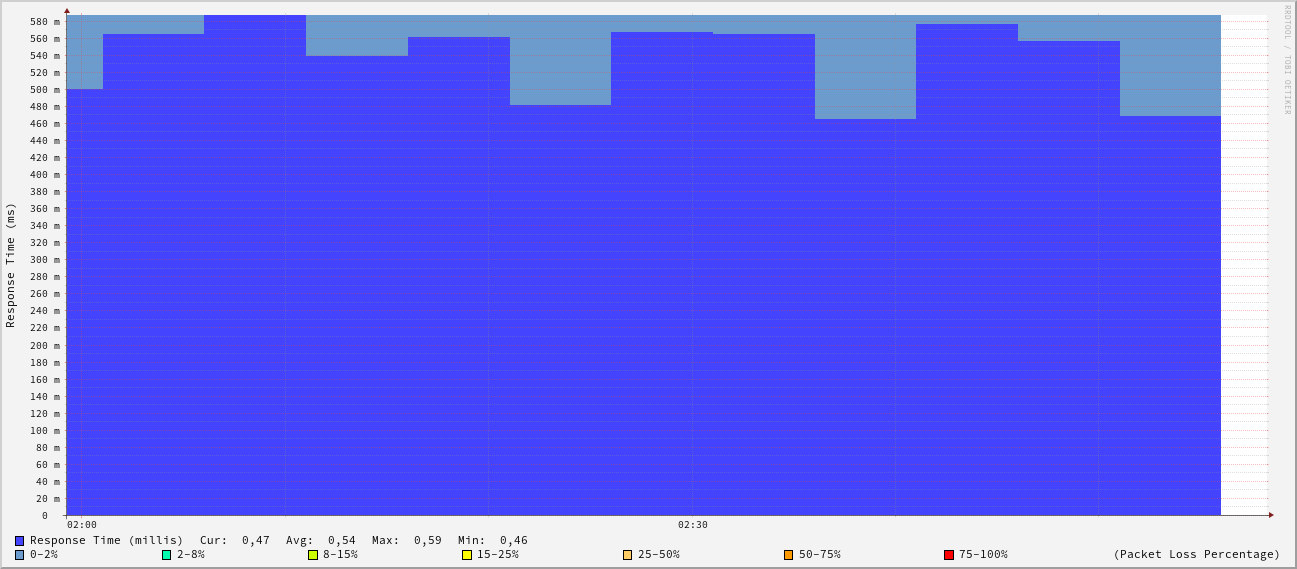 RRDTOOL / TOBI OETIKER
Response Time (ms)
580 m
560 m
540 m
520 m
500 m
480 m
460 m
440 m
420 m
400 m
380 m
360 m
340 m
320 m
300 m
280 m
260 m
240 m
220 m
200 m
180 m
160 m
140 m
120 m
100 m
80 m
60 m
40 m
20 m
0
02:00 02:30
Response Time (millis) Cur: 0,47 Avg: 0,54 Max: 0,59 Min: 0,46
0-2% 2-8% 8-15% 15-25% 25-50% 50-75% 75-100% (Packet Loss Percentage)